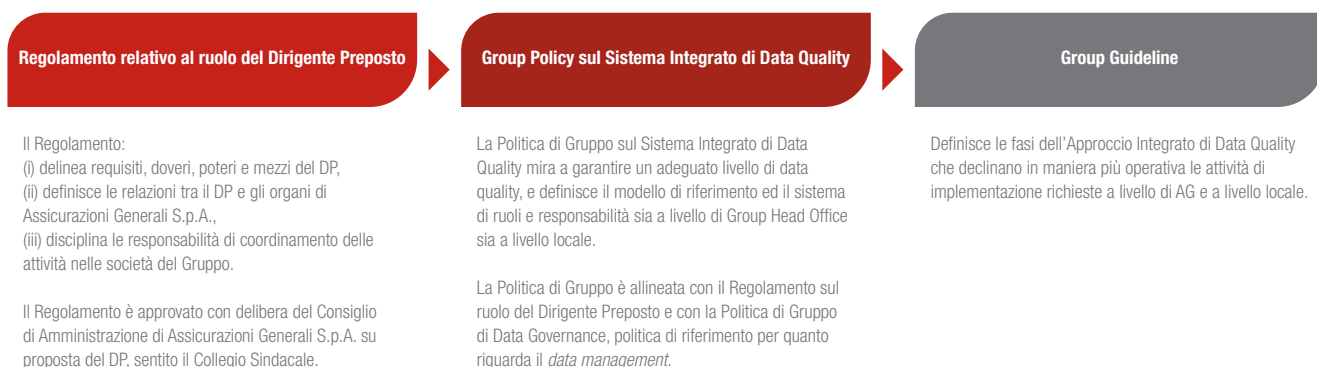 Regolamento relativo al ruolo del Dirigente Preposto
Il Regolamento:
(i) delinea requisiti, doveri, poteri e mezzi del DP,
(ii) definisce le relazioni tra il DP e gli organi di
Assicurazioni Generali S.p.A.,
(iii) disciplina le responsabilità di coordinamento delle
attività nelle società del Gruppo.
Il Regolamento è approvato con delibera del Consiglio
di Amministrazione di Assicurazioni Generali S.p.A. su
proposta del DP, sentito il Collegio Sindacale.
Group Policy sul Sistema Integrato di Data Quality
La Politica di Gruppo sul Sistema Integrato di Data
Quality mira a garantire un adeguato livello di data
quality, e definisce il modello di riferimento ed il sistema
di ruoli e responsabilità sia a livello di Group Head Office
sia a livello locale.
La Politica di Gruppo è allineata con il Regolamento sul
ruolo del Dirigente Preposto e con la Politica di Gruppo
di Data Governance, politica di riferimento per quanto
riguarda il data management.
Group Guideline
Definisce le fasi dell'Approccio Integrato di Data Quality
che declinano in maniera più operativa le attività di
implementazione richieste a livello di AG e a livello locale.